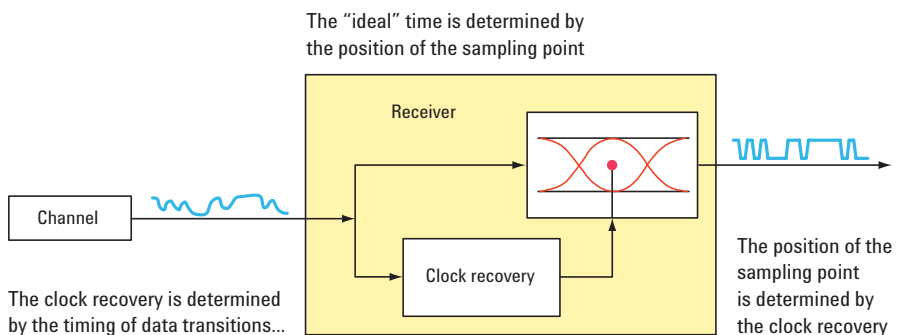 The “ideal” time is determined by
the position of the sampling point
Receiver
Channel
Clock recovery
The clock recovery is determined
by the timing of data transitions...
The position of the
sampling point
is determined by
the clock recovery